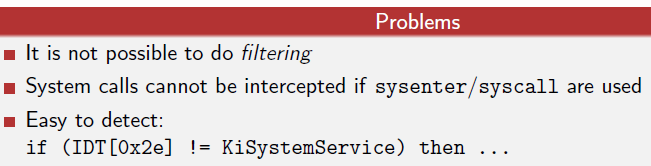 Problems
It is not possible to do filtering
System calls cannot be intercepted if sysenter/syscall are used
Easy to detect:
if (IDT[0x2e] != KiSystemService) then ...